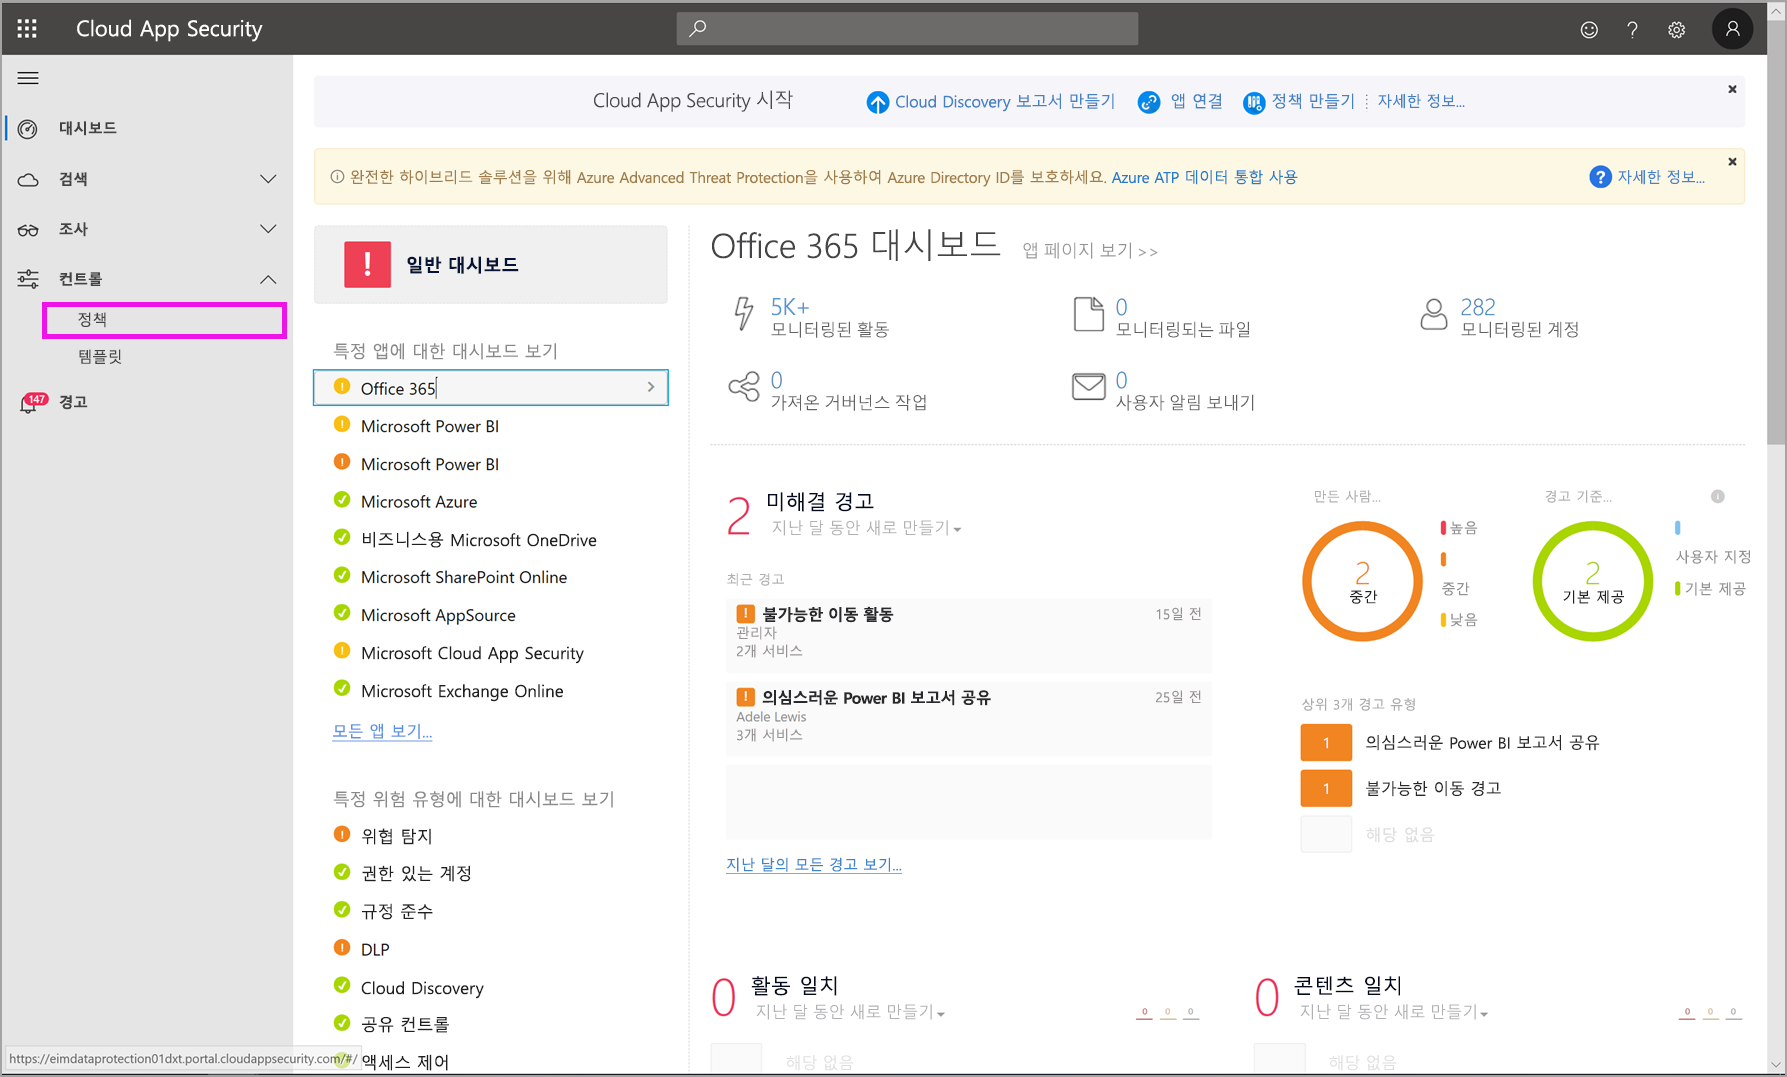 Cloud App Security
Cloud App Security 시작
Cloud Discovery 보고서 만들기
앱 연결
정책 만들기
자세한 정보...
대시보드
검색
조사
컨트롤
정책
템플릿
147
경고
완전한 하이브리드 솔루션을 위해 Azure Advanced Threat Protection을 사용하여 Azure Directory ID를 보호하세요. Azure ATP 데이터 통합 사용
자세한 정보...
일반 대시보드
특정 앱에 대한 대시보드 보기
Office 365
Microsoft Power BI
Microsoft Power BI
Microsoft Azure
비즈니스용 Microsoft OneDrive
Microsoft SharePoint Online
Microsoft AppSource
Microsoft Cloud App Security
Microsoft Exchange Online
모든 앱 보기...
특정 위험 유형에 대한 대시보드 보기
위협 탐지
권한 있는 계정
규정 준수
DLP
Cloud Discovery
공유 컨트롤
액세스 제어
https://eimdataprotection01dxt.portal.cloudappsecurity.com/#/
Office 365 대시보드
앱 페이지 보기 >>
5K+
모니터링된 활동
0
모니터링되는 파일
282
모니터링된 계정
0
가져온 거버넌스 작업
0
사용자 알림 보내기
2
미해결 경고
지난 달 동안 새로 만들기
최근 경고
불가능한 이동 활동
15일 전
관리자
2개 서비스
의심스러운 Power BI 보고서 공유
25일 전
Adele Lewis
3개 서비스
지난 달의 모든 경고 보기...
만든 사람...
2
중간
높음
중간
낮음
경고 기준...
2
기본 제공
사용자 지정
기본 제공
상위 3개 경고 유형
1
의심스러운 Power BI 보고서 공유
1
불가능한 이동 경고
해당 없음
0
활동 일치
지난 달 동안 새로 만들기
0 0 0
해당 없음
0
콘텐츠 일치
지난 달 동안 새로 만들기
0 0 0
해당 없음